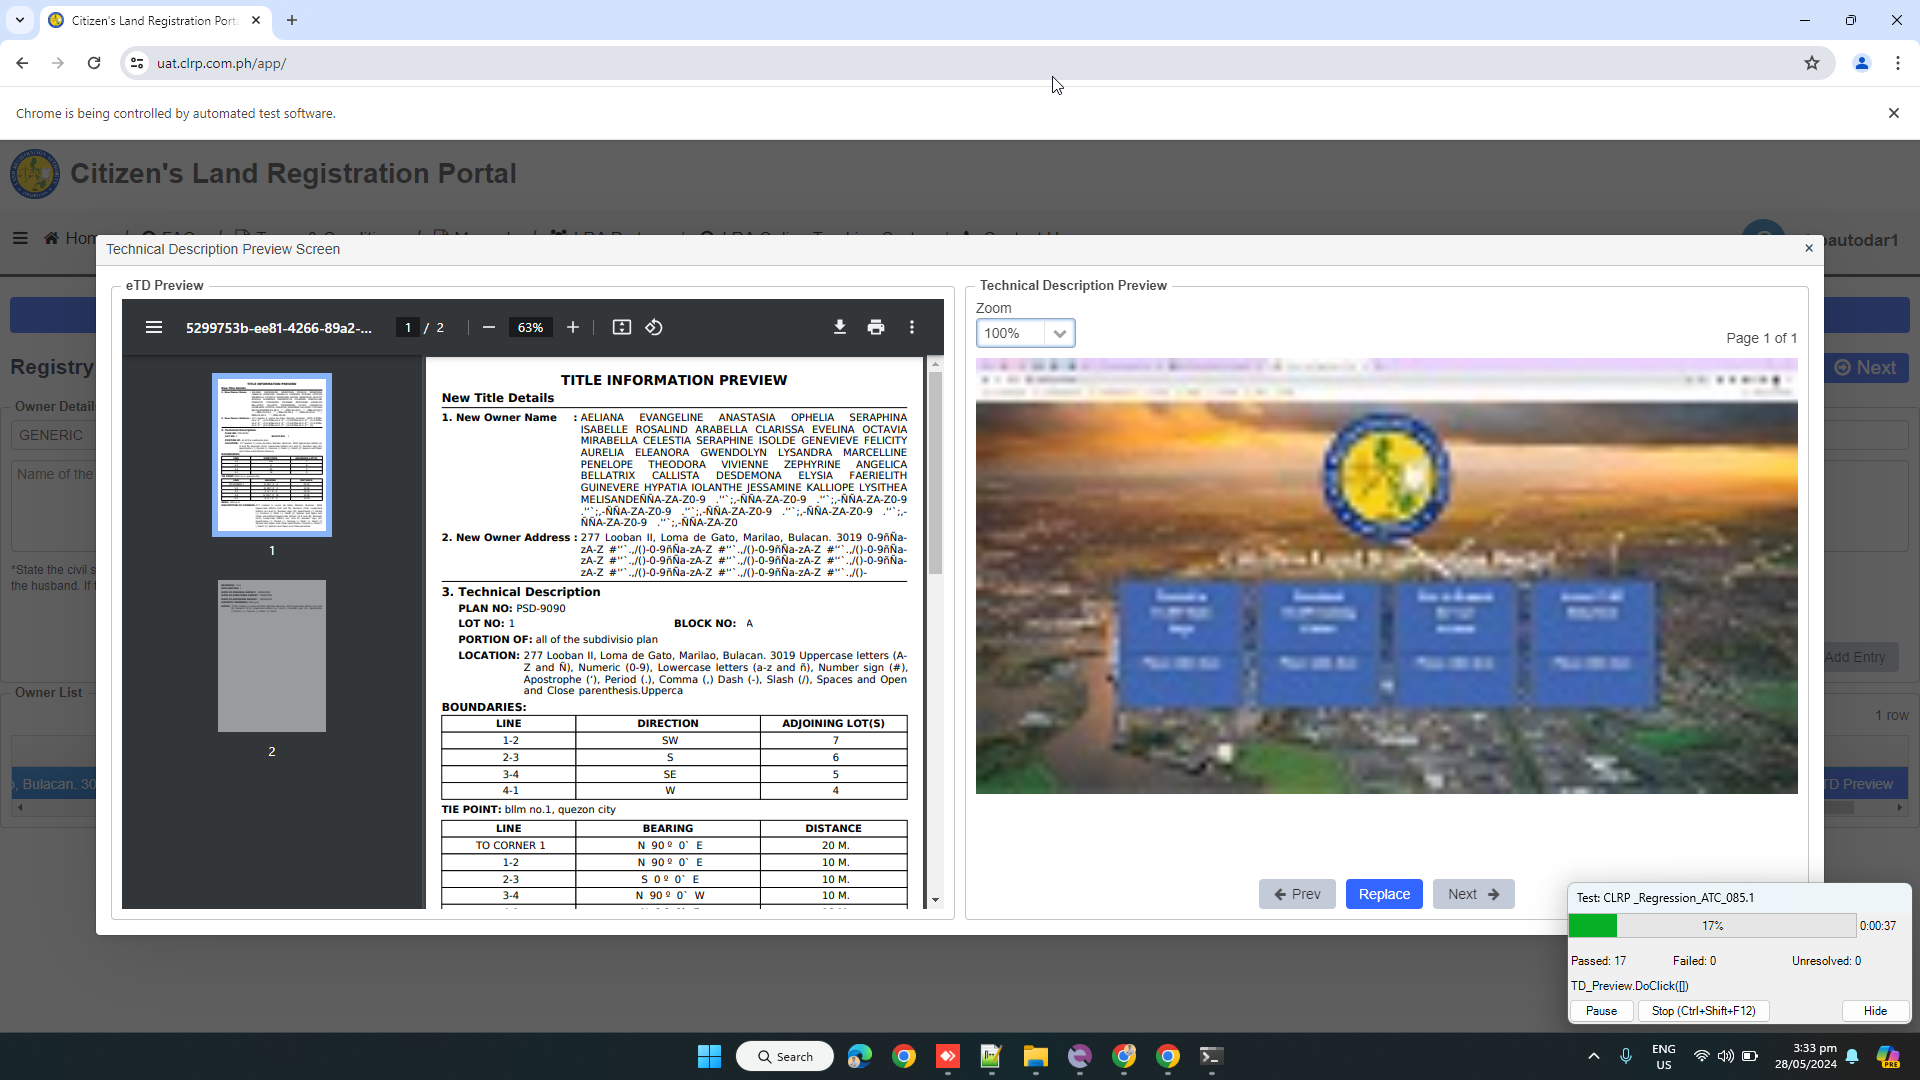 Citizen's Land Registration Porta
uat.clrp.com.ph/app/
Chrome is being controlled by automated test software.
Citizen's Land Registration Portal
Technical Description Preview Screen
bautodar1
eTD Preview
5299753b-ee81-4266-89a2-...
1 / 2
63%
1
2
TITLE INFORMATION PREVIEW
New Title Details
1. New Owner Name : AELIANA EVANGELINE ANASTASIA OPHELIA SERAPHINA
ISABELLE ROSALIND ARABELLA CLARISSA EVELINA OCTAVIA
MIRABELLA CELESTIA SERAPHINE ISOLDE GENEVIEVE FELICITY
AURELIA ELEANORA GWENDOLYN LYSANDRA MARCELLINE
PENELOPE THEODORA VIVIENNE ZEPHYRINE ANGELICA
BELLATRIX CALLISTA DESDEMONA ELYSIA FAERIELITH
GUINEVERE HYPATIA IOLANTHE JESSAMINE KALLIOPE LYSITHEA
MELISANDEÑÑA-ZA-Z0-9 ."`;,-ÑÑA-ZA-Z0-9 ."`;,-ÑÑA-ZA-Z0-9
."`;,-ÑÑA-ZA-Z0-9 ."`;,-ÑÑA-ZA-Z0-9 ."`;,-
ÑÑA-ZA-Z0-9 ."`;,-ÑÑA-ZA-Z0
2. New Owner Address : 277 Looban II, Loma de Gato, Marilao, Bulacan. 3019 0-9ñÑa-
zA-Z #"`.,/()-0-9ñÑa-zA-Z #"`.,/()-0-9ñÑa-zA-Z #"`.,/()-0-9ñÑa-
zA-Z #"`.,/()-0-9ñÑa-zA-Z #"`.,/()-0-9ñÑa-zA-Z #"`.,/()-0-9ñÑa-
zA-Z #"`.,/()-0-9ñÑa-zA-Z #"`.,/()-0-9ñÑa-zA-Z #"`.,/()-
3. Technical Description
PLAN NO: PSD-9090
LOT NO: 1 BLOCK NO: A
PORTION OF: all of the subdivisio plan
LOCATION: 277 Looban II, Loma de Gato, Marilao, Bulacan. 3019 Uppercase letters (A-
Z and Ñ), Numeric (0-9), Lowercase letters (a-z and ñ), Number sign (#),
Apostrophe ('), Period (.), Comma (,) Dash (-), Slash (/), Spaces and Open
and Close parenthesis.Upperca
BOUNDARIES:
LINE DIRECTION ADJOINING LOT(S)
1-2 SW 7
2-3 S 6
3-4 SE 5
4-1 W 4
TIE POINT: bllm no.1, quezon city
LINE BEARING DISTANCE
TO CORNER 1 N 90 º 0` E 20 M.
1-2 N 90 º 0` E 10 M.
2-3 S 0 º 0` E 10 M.
3-4 N 90 º 0` W 10 M.
Technical Description Preview
Zoom
100%
Page 1 of 1
Prev
Replace
Next
Registry
Next
Owner Details
GENERIC
Name of the
*State the civil s
the husband. If
Add Entry
Owner List
1 row
, Bulacan. 30
TD Preview
Test: CLRP _Regression_ATC_085.1
17%
0:00:37
Passed: 17
Failed: 0
Unresolved: 0
TD_Preview.DoClick([])
Pause
Stop (Ctrl+Shift+F12)
Hide
Search
ENG
US
3:33 pm
28/05/2024
PRE